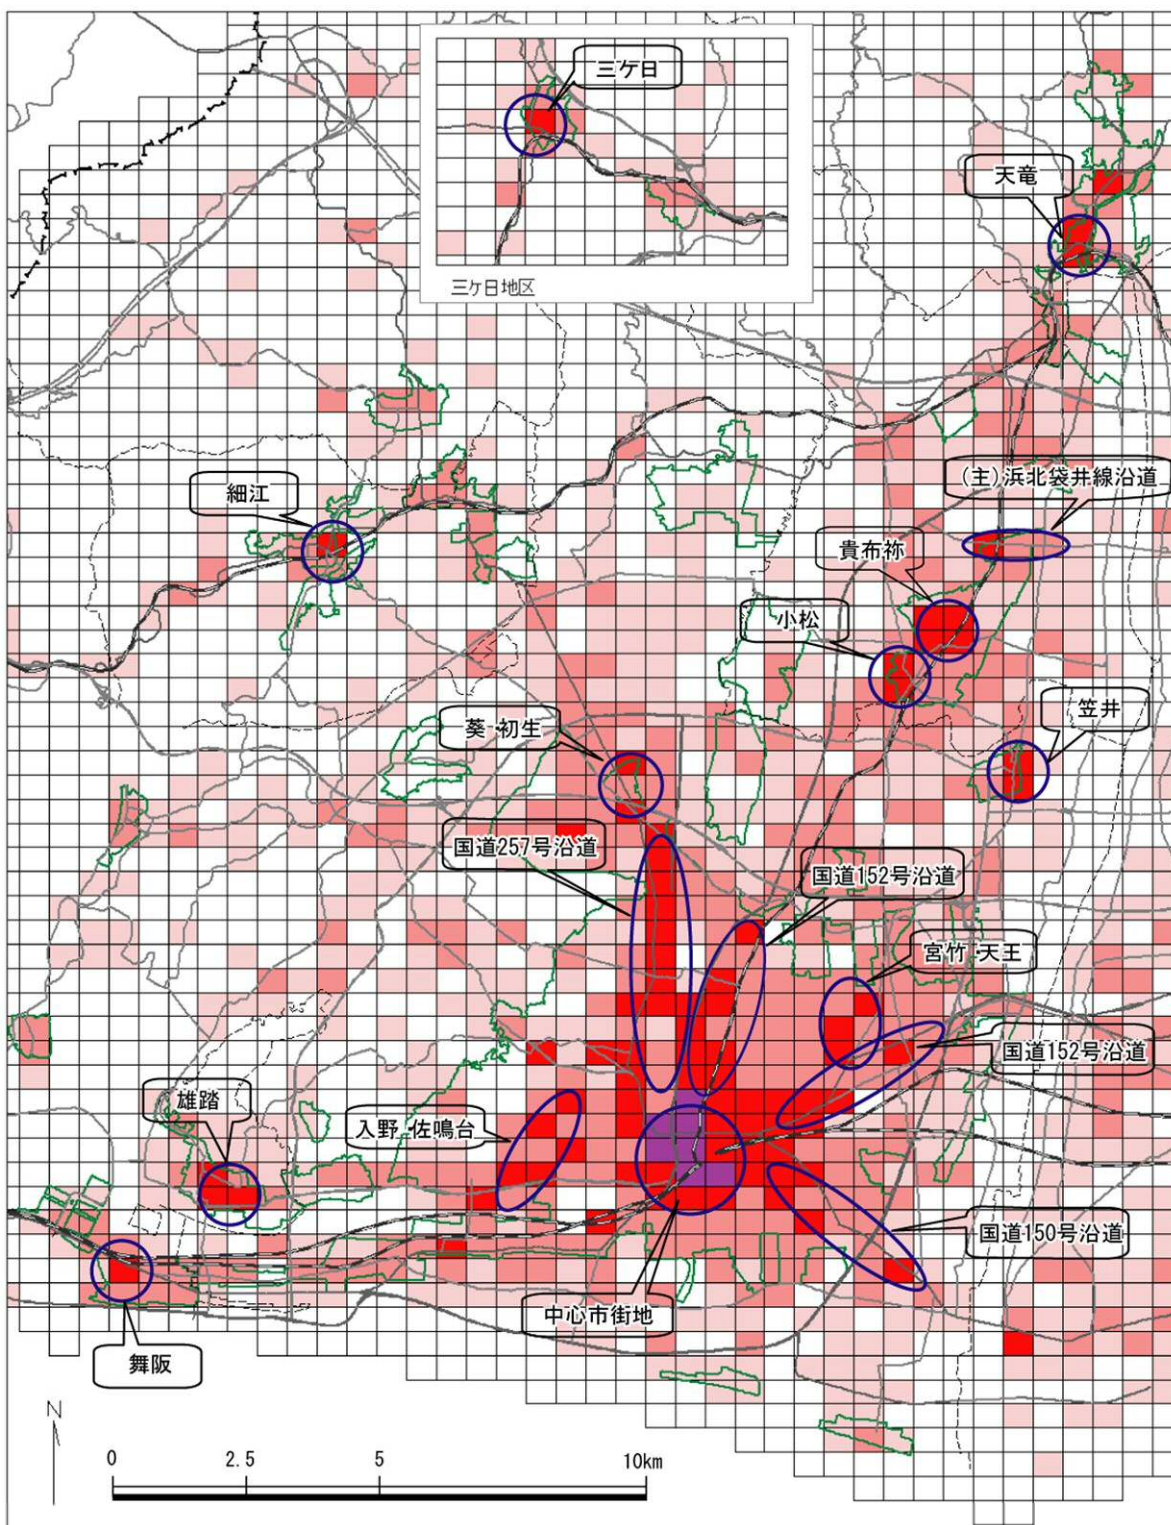 三ケ日
天竜
三ケ日地区
(主)浜北袋井線沿道
細江
貴布祢
小松
笠井
葵・初生
国道257号沿道
国道152号沿道
宮竹・天王
国道152号沿道
雄踏
入野・佐鳴台
国道150号沿道
中心市街地
舞阪
N
0 2.5 5 10km